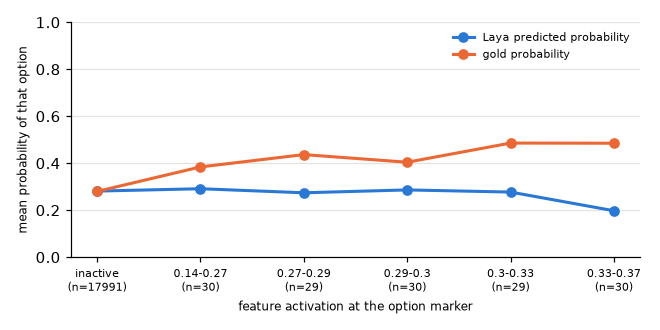 1.0
0.8
0.6
0.4
0.2
0.0
mean probability of that option
Laya predicted probability
gold probability
inactive
(n=17991)
0.14-0.27
(n=30)
0.27-0.29
(n=29)
0.29-0.3
(n=30)
0.3-0.33
(n=29)
0.33-0.37
(n=30)
feature activation at the option marker